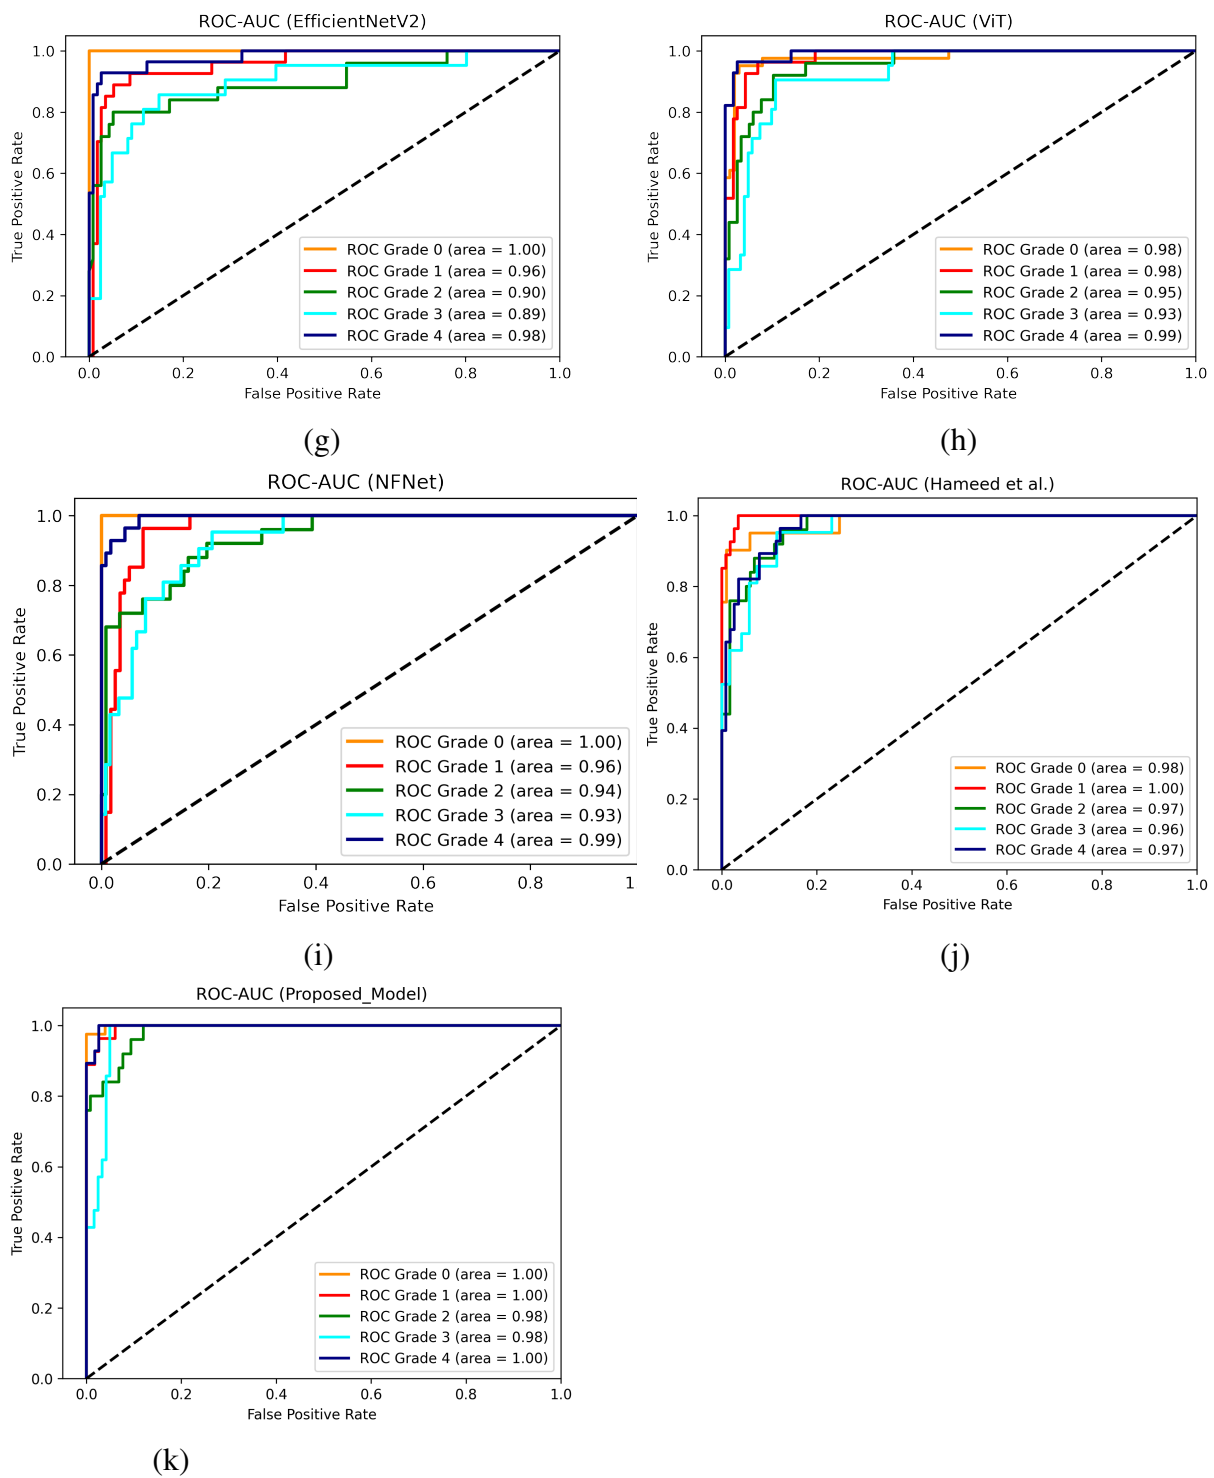 ROC-AUC (EfficientNetV2)
1.0
0.8
0.6
0.4
0.2
0.0
True Positive Rate
ROC Grade 0 (area = 1.00)
ROC Grade 1 (area = 0.96)
ROC Grade 2 (area = 0.90)
ROC Grade 3 (area = 0.89)
ROC Grade 4 (area = 0.98)
0.0 0.2 0.4 0.6 0.8 1.0
False Positive Rate
(g)
ROC-AUC (ViT)
1.0
0.8
0.6
0.4
0.2
0.0
True Positive Rate
ROC Grade 0 (area = 0.98)
ROC Grade 1 (area = 0.98)
ROC Grade 2 (area = 0.95)
ROC Grade 3 (area = 0.93)
ROC Grade 4 (area = 0.99)
0.0 0.2 0.4 0.6 0.8 1.0
False Positive Rate
(h)
ROC-AUC (NFNet)
1.0
0.8
0.6
0.4
0.2
0.0
True Positive Rate
ROC Grade 0 (area = 1.00)
ROC Grade 1 (area = 0.96)
ROC Grade 2 (area = 0.94)
ROC Grade 3 (area = 0.93)
ROC Grade 4 (area = 0.99)
0.0 0.2 0.4 0.6 0.8 1
False Positive Rate
(i)
ROC-AUC (Hameed et al.)
1.0
0.8
0.6
0.4
0.2
0.0
True Positive Rate
ROC Grade 0 (area = 0.98)
ROC Grade 1 (area = 1.00)
ROC Grade 2 (area = 0.97)
ROC Grade 3 (area = 0.96)
ROC Grade 4 (area = 0.97)
0.0 0.2 0.4 0.6 0.8 1.0
False Positive Rate
(j)
ROC-AUC (Proposed_Model)
1.0
0.8
0.6
0.4
0.2
0.0
True Positive Rate
ROC Grade 0 (area = 1.00)
ROC Grade 1 (area = 1.00)
ROC Grade 2 (area = 0.98)
ROC Grade 3 (area = 0.98)
ROC Grade 4 (area = 1.00)
0.0 0.2 0.4 0.6 0.8 1.0
False Positive Rate
(k)